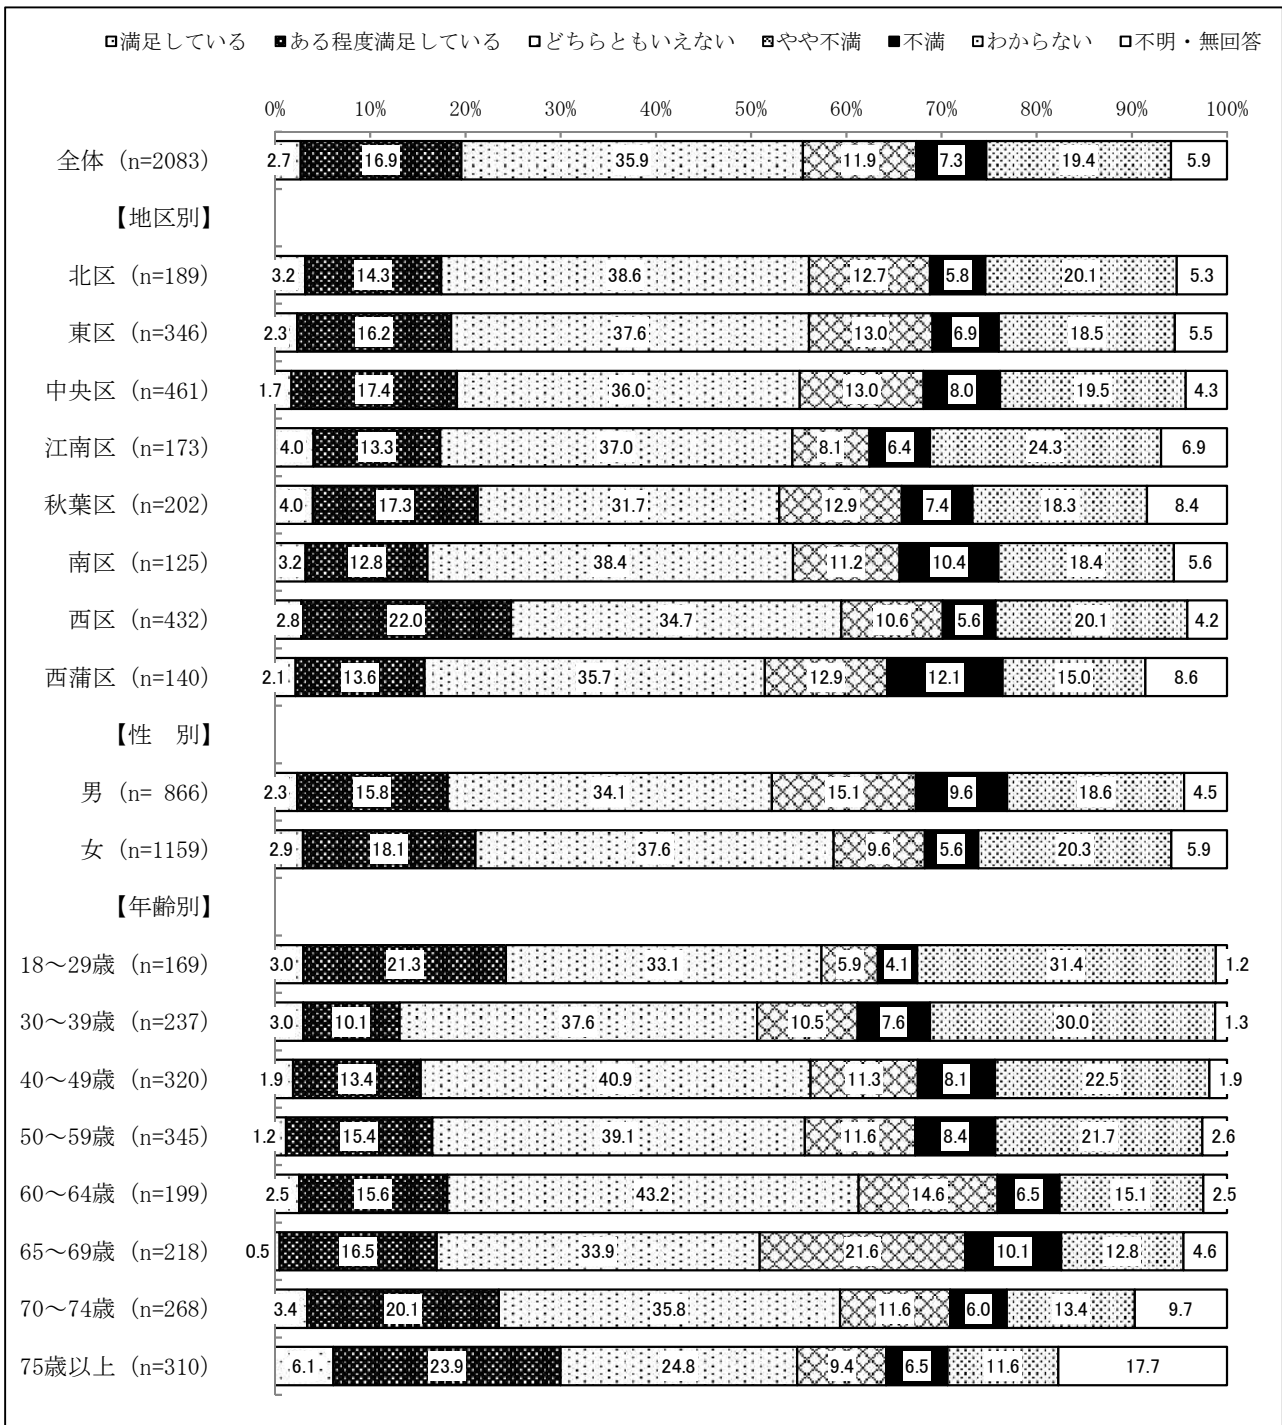 満足している ある程度満足している どちらともいえない やや不満 不満 わからない 不明・無回答
0% 10% 20% 30% 40% 50% 60% 70% 80% 90% 100%
全体 (n=2083) 2.7 16.9 35.9 11.9 7.3 19.4 5.9
【地区別】
北区 (n=189) 3.2 14.3 38.6 12.7 5.8 20.1 5.3
東区 (n=346) 2.3 16.2 37.6 13.0 6.9 18.5 5.5
中央区 (n=461) 1.7 17.4 36.0 13.0 8.0 19.5 4.3
江南区 (n=173) 4.0 13.3 37.0 8.1 6.4 24.3 6.9
秋葉区 (n=202) 4.0 17.3 31.7 12.9 7.4 18.3 8.4
南区 (n=125) 3.2 12.8 38.4 11.2 10.4 18.4 5.6
西区 (n=432) 2.8 22.0 34.7 10.6 5.6 20.1 4.2
西蒲区 (n=140) 2.1 13.6 35.7 12.9 12.1 15.0 8.6
【性　別】
男 (n= 866) 2.3 15.8 34.1 15.1 9.6 18.6 4.5
女 (n=1159) 2.9 18.1 37.6 9.6 5.6 20.3 5.9
【年齢別】
18～29歳 (n=169) 3.0 21.3 33.1 5.9 4.1 31.4 1.2
30～39歳 (n=237) 3.0 10.1 37.6 10.5 7.6 30.0 1.3
40～49歳 (n=320) 1.9 13.4 40.9 11.3 8.1 22.5 1.9
50～59歳 (n=345) 1.2 15.4 39.1 11.6 8.4 21.7 2.6
60～64歳 (n=199) 2.5 15.6 43.2 14.6 6.5 15.1 2.5
65～69歳 (n=218) 0.5 16.5 33.9 21.6 10.1 12.8 4.6
70～74歳 (n=268) 3.4 20.1 35.8 11.6 6.0 13.4 9.7
75歳以上 (n=310) 6.1 23.9 24.8 9.4 6.5 11.6 17.7